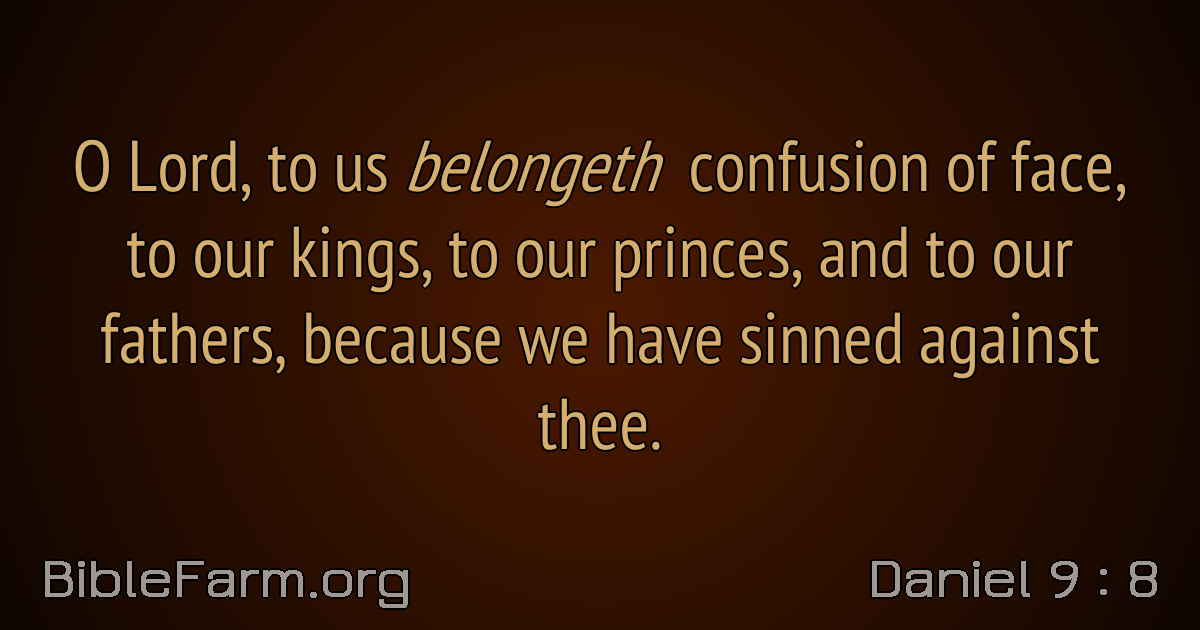 O Lord, to us belongeth confusion of face,
to our kings, to our princes, and to our
fathers, because we have sinned against
thee.
BibleFarm.org
Daniel 9 : 8